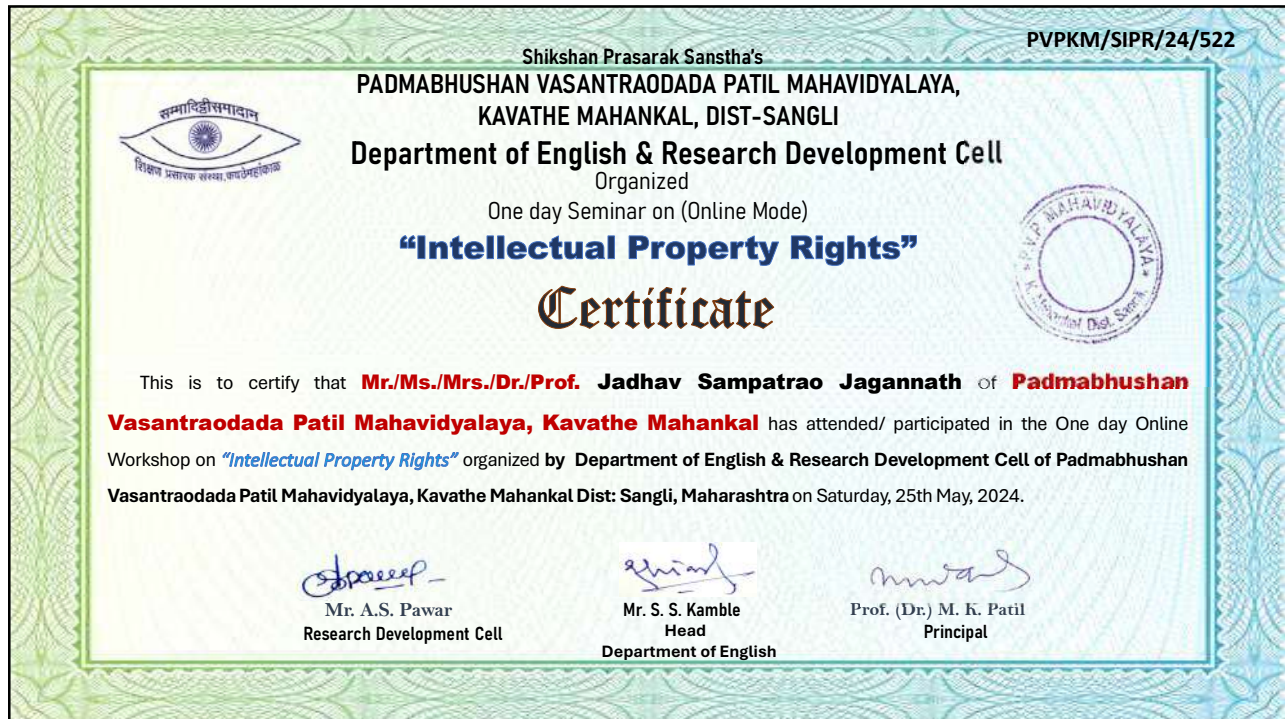 PVPKM/SIPR/24/522
Shikshan Prasarak Sanstha's
PADMABHUSHAN VASANTRAODADA PATIL MAHAVIDYALAYA,
KAVATHE MAHANKAL, DIST-SANGLI
सम्मादिट्ठीसमादान
शिक्षण प्रसारक संस्था,कवठेमहांकाळ
Department of English & Research Development Cell
Organized
One day Seminar on (Online Mode)
“Intellectual Property Rights”
Certificate
P.V.P. MAHAVIDYALAYA
Dist.
This is to certify that Mr./Ms./Mrs./Dr./Prof. Jadhav Sampatrao Jagannath of Padmabhushan
Vasantraodada Patil Mahavidyalaya, Kavathe Mahankal has attended/ participated in the One day Online
Workshop on “Intellectual Property Rights” organized by Department of English & Research Development Cell of Padmabhushan
Vasantraodada Patil Mahavidyalaya, Kavathe Mahankal Dist: Sangli, Maharashtra on Saturday, 25th May, 2024.
Mr. A.S. Pawar
Research Development Cell
Mr. S. S. Kamble
Head
Department of English
Prof. (Dr.) M. K. Patil
Principal